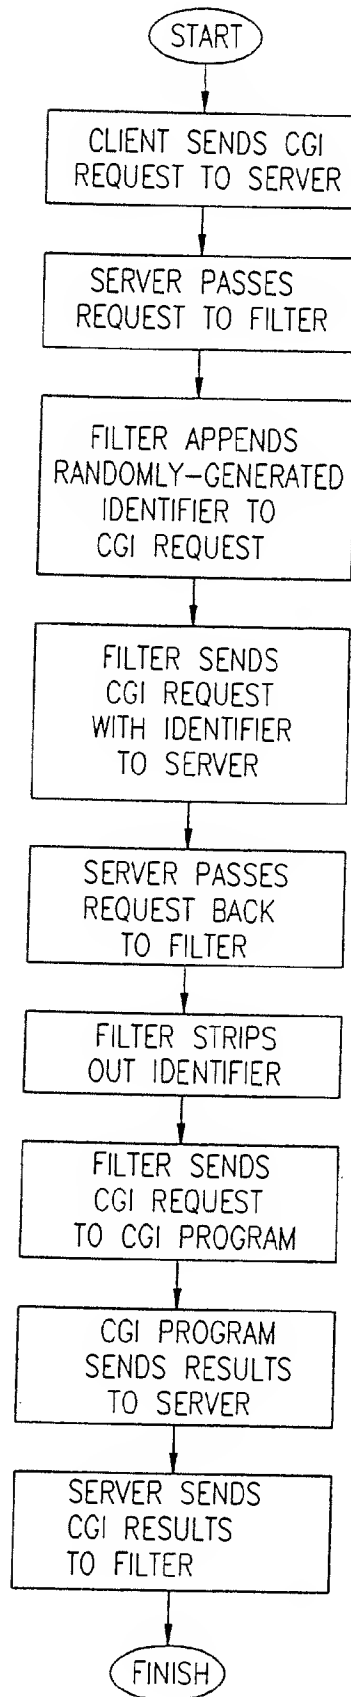 START
CLIENT SENDS CGI
REQUEST TO SERVER
SERVER PASSES
REQUEST TO FILTER
FILTER APPENDS
RANDOMLY-GENERATED
IDENTIFIER TO
CGI REQUEST
FILTER SENDS
CGI REQUEST
WITH IDENTIFIER
TO SERVER
SERVER PASSES
REQUEST BACK
TO FILTER
FILTER STRIPS
OUT IDENTIFIER
FILTER SENDS
CGI REQUEST
TO CGI PROGRAM
CGI PROGRAM
SENDS RESULTS
TO SERVER
SERVER SENDS
CGI RESULTS
TO FILTER
FINISH